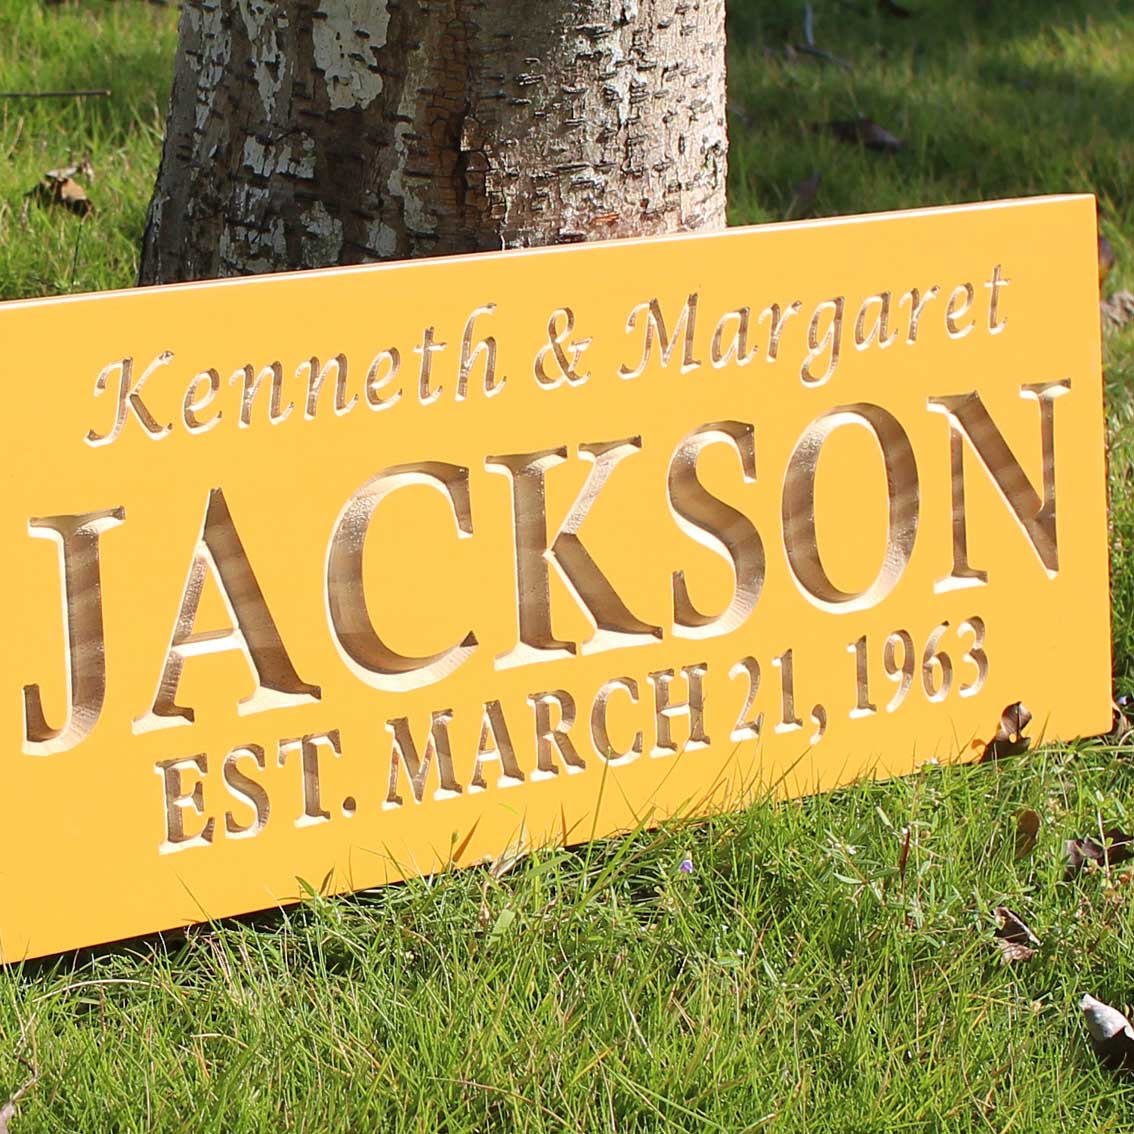 Kenneth & Margaret
JACKSON
EST. MARCH 21, 1963